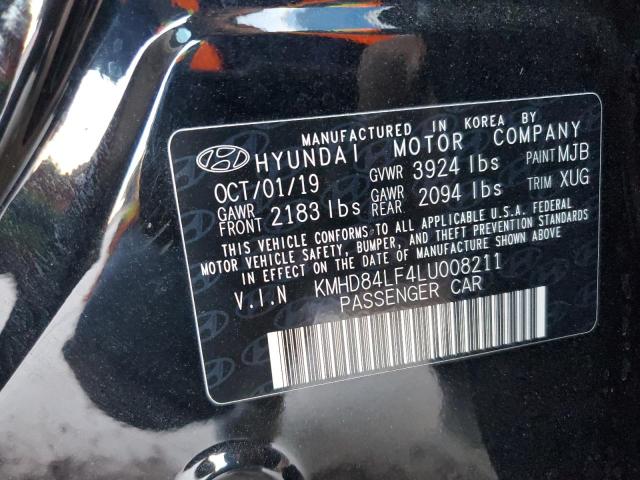 MANUFACTURED IN KOREA BY
HYUNDAI MOTOR COMPANY
OCT/01/19 GVWR 3924 lbs PAINT MJB
GAWR FRONT 2183 lbs GAWR REAR 2094 lbs TRIM XUG
THIS VEHICLE CONFORMS TO ALL APPLICABLE U.S.A. FEDERAL
MOTOR VEHICLE SAFETY, BUMPER, AND THEFT PREVENTION STANDARDS
IN EFFECT ON THE DATE OF MANUFACTURE SHOWN ABOVE.
V.I.N KMHD84LF4LU008211
PASSENGER CAR